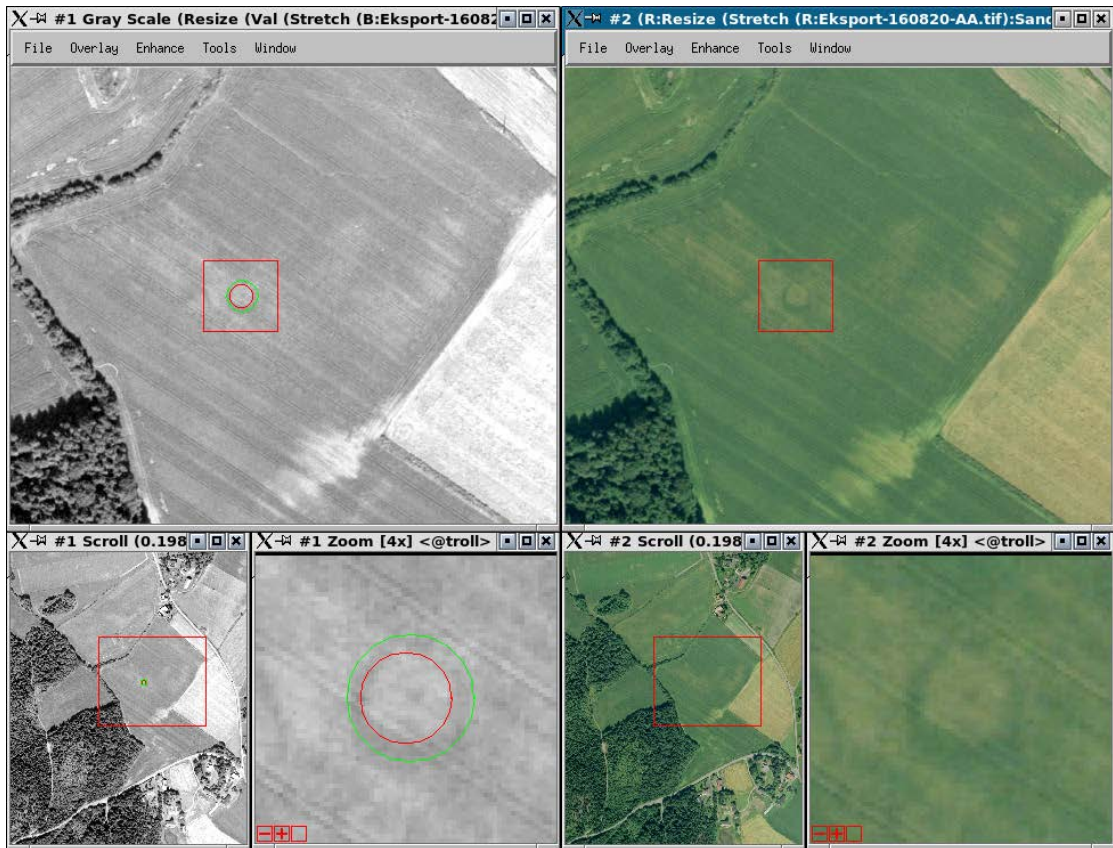 #1 Gray Scale (Resize (Val (Stretch (B:Eksport-16082
#2 (R:Resize (Stretch (R:Eksport-160820-AA.tif):Sand
File Overlay Enhance Tools Window
File Overlay Enhance Tools Window
#1 Scroll (0.198
#1 Zoom [4x] <@troll>
#2 Scroll (0.198
#2 Zoom [4x] <@troll>